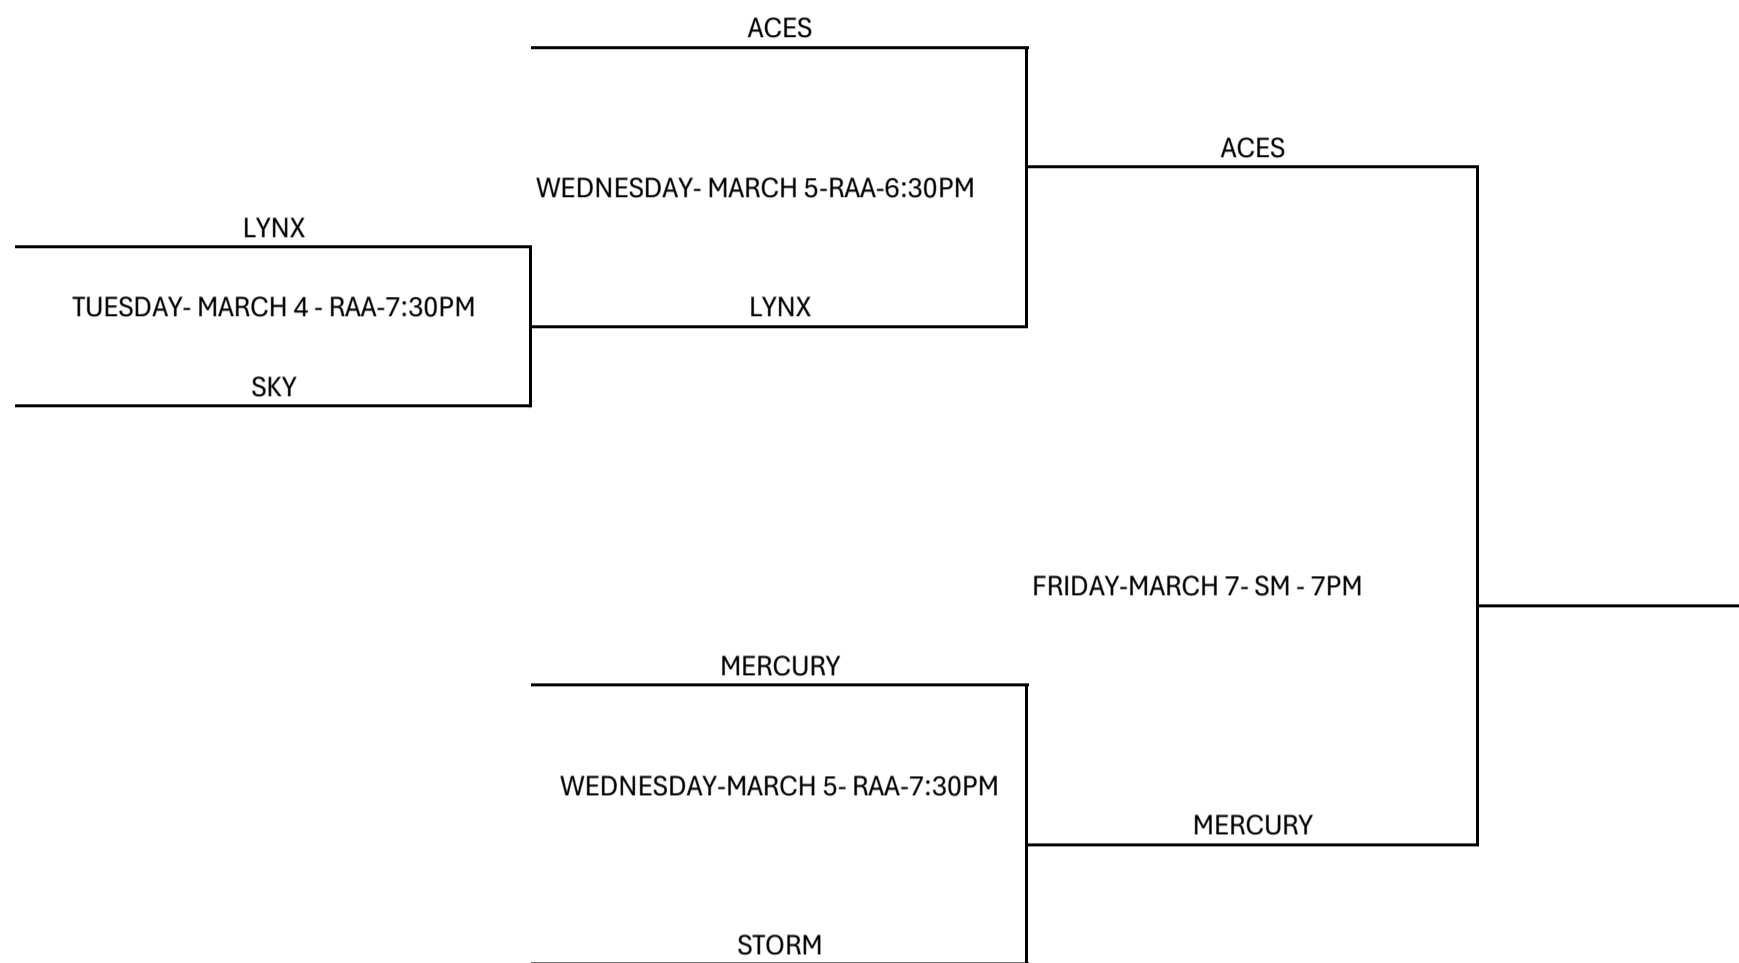 ACES
ACES
WEDNESDAY- MARCH 5-RAA-6:30PM
LYNX
TUESDAY- MARCH 4 - RAA-7:30PM
LYNX
SKY
FRIDAY-MARCH 7- SM - 7PM
MERCURY
WEDNESDAY-MARCH 5- RAA-7:30PM
MERCURY
STORM